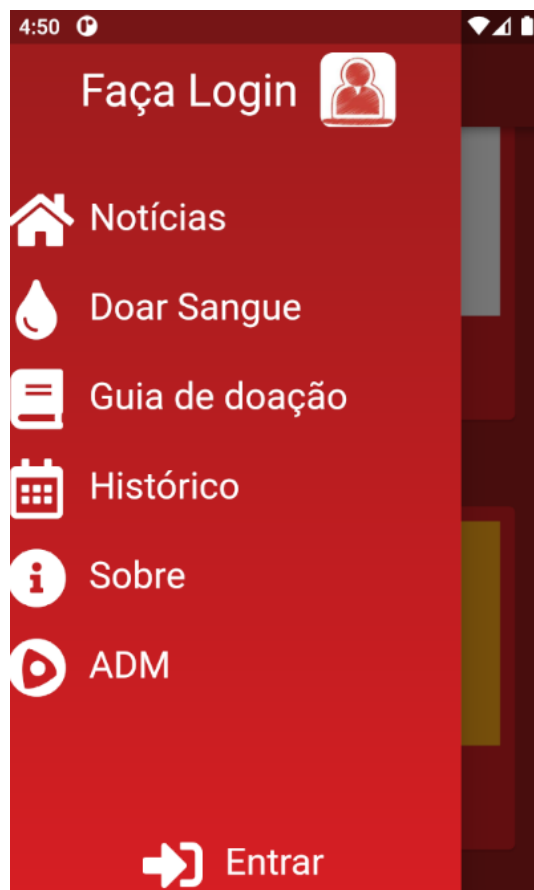 4:50
Faça Login
Notícias
Doar Sangue
Guia de doação
Histórico
Sobre
ADM
Entrar